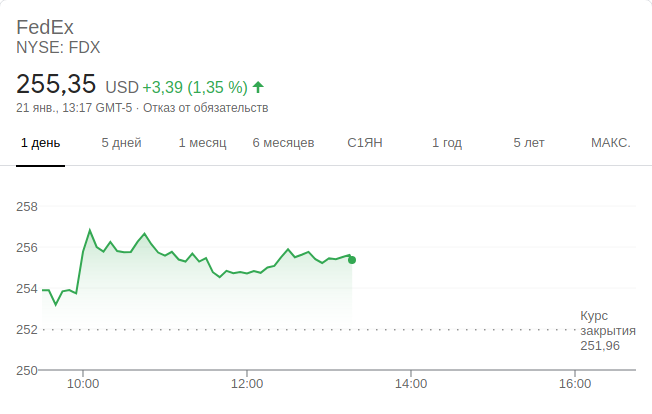 FedEx
NYSE: FDX
255,35 USD +3,39 (1,35 %)
21 янв., 13:17 GMT-5 · Отказ от обязательств
1 день 5 дней 1 месяц 6 месяцев С1ЯН 1 год 5 лет МАКС.
258
256
254
252
Курс
закрытия
251,96
250
10:00 12:00 14:00 16:00